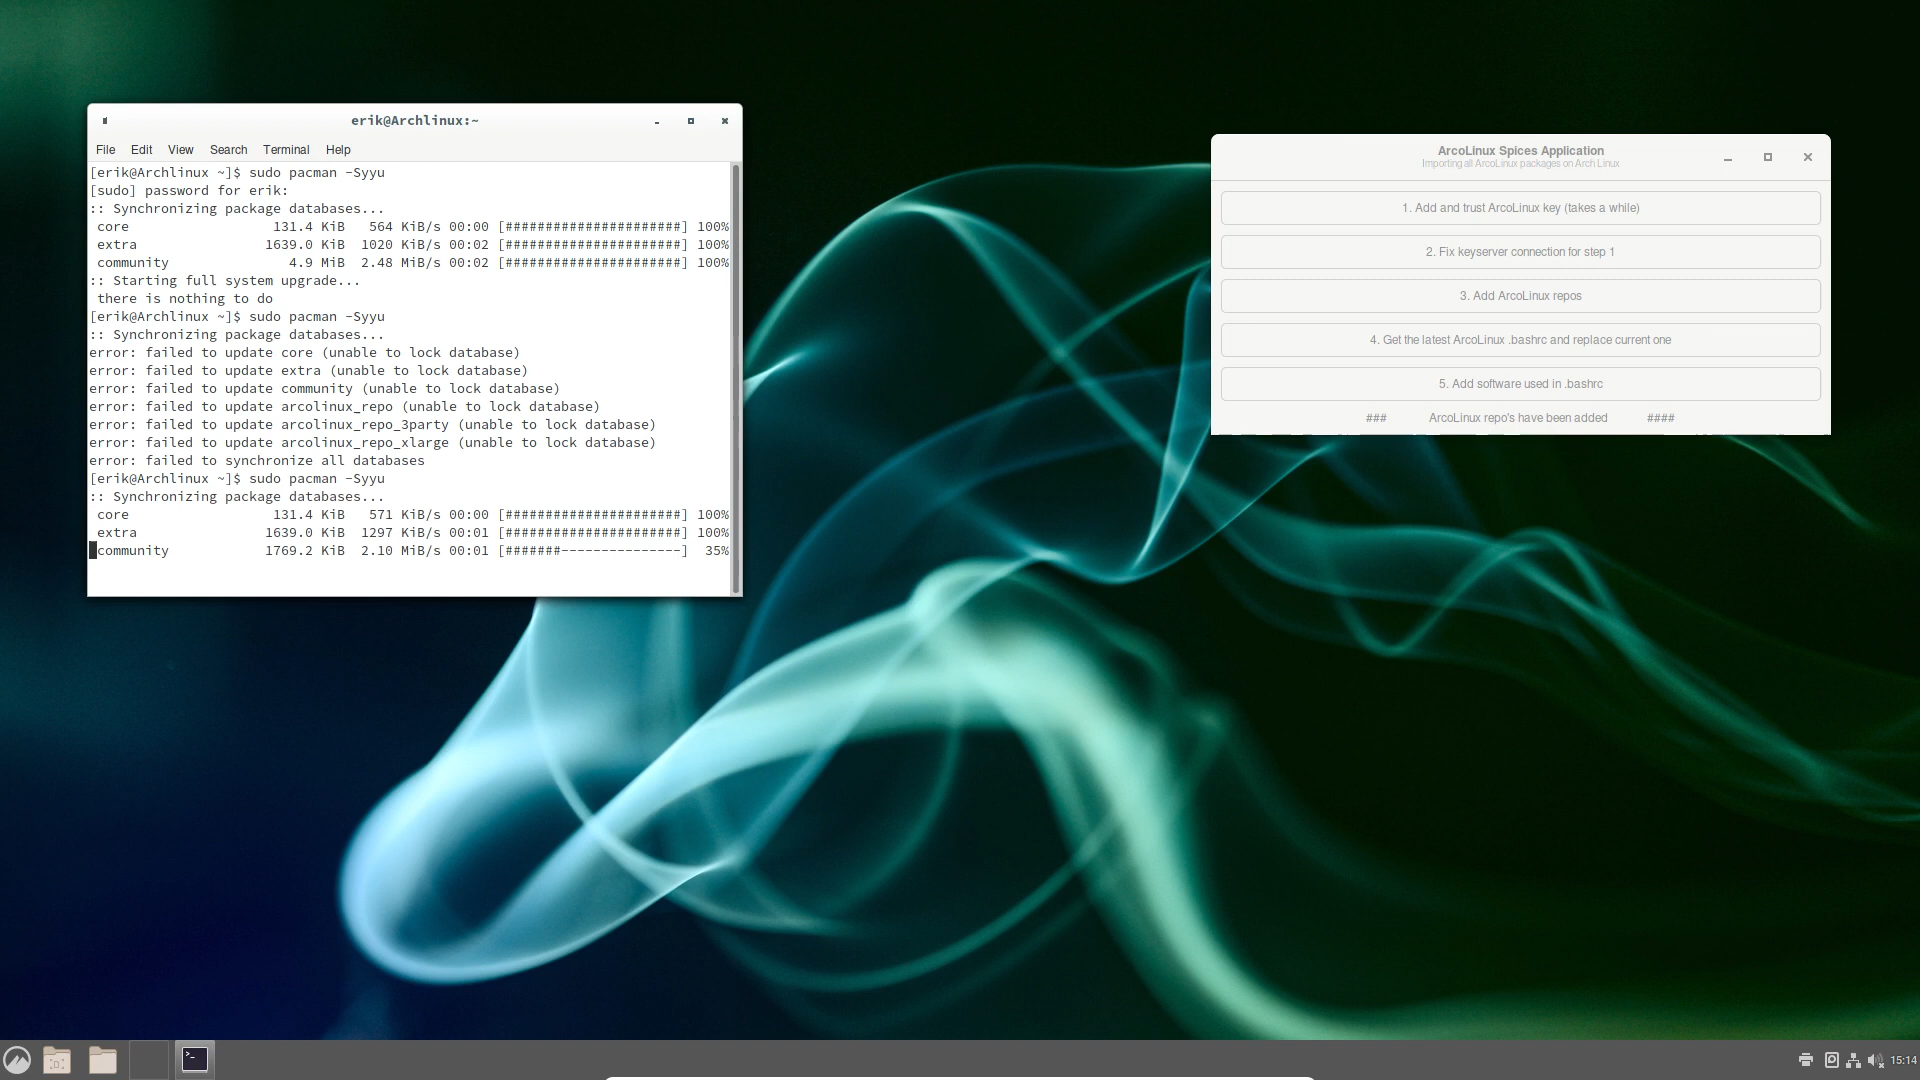 erik@Archlinux:~
File Edit View Search Terminal Help
[erik@Archlinux ~]$ sudo pacman -Syyu
[sudo] password for erik:
:: Synchronizing package databases...
core 131.4 KiB 564 KiB/s 00:00 [######################] 100%
extra 1639.0 KiB 1020 KiB/s 00:02 [######################] 100%
community 4.9 MiB 2.48 MiB/s 00:02 [######################] 100%
:: Starting full system upgrade...
there is nothing to do
[erik@Archlinux ~]$ sudo pacman -Syyu
:: Synchronizing package databases...
error: failed to update core (unable to lock database)
error: failed to update extra (unable to lock database)
error: failed to update community (unable to lock database)
error: failed to update arcolinux_repo (unable to lock database)
error: failed to update arcolinux_repo_3party (unable to lock database)
error: failed to update arcolinux_repo_xlarge (unable to lock database)
error: failed to synchronize all databases
[erik@Archlinux ~]$ sudo pacman -Syyu
:: Synchronizing package databases...
core 131.4 KiB 571 KiB/s 00:00 [######################] 100%
extra 1639.0 KiB 1297 KiB/s 00:01 [######################] 100%
community 1769.2 KiB 2.10 MiB/s 00:01 [#######---------------] 35%
ArcoLinux Spices Application
Importing all ArcoLinux packages on Arch Linux
1. Add and trust ArcoLinux key (takes a while)
2. Fix keyserver connection for step 1
3. Add ArcoLinux repos
4. Get the latest ArcoLinux .bashrc and replace current one
5. Add software used in .bashrc
### ArcoLinux repo's have been added ####
15:14